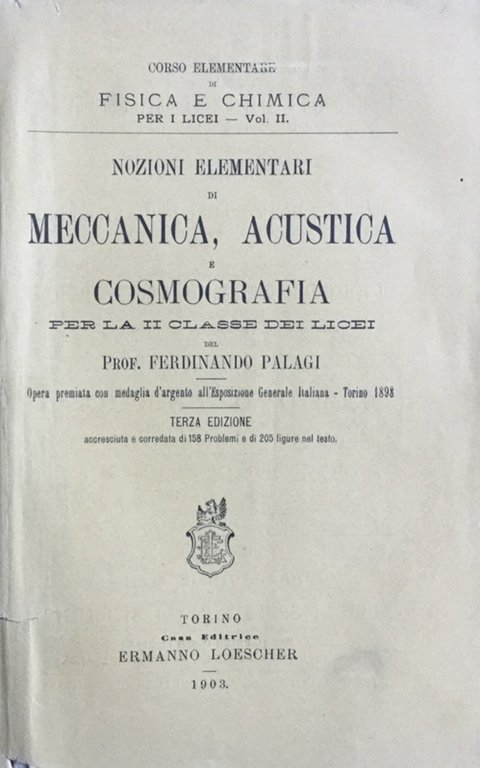 CORSO ELEMENTARE
DI
FISICA E CHIMICA
PER I LICEI — Vol. II.
NOZIONI ELEMENTARI
DI
MECCANICA, ACUSTICA
E
COSMOGRAFIA
PER LA II CLASSE DEI LICEI
DEL
PROF. FERDINANDO PALAGI
Opera premiata con medaglia d'argento all'Esposizione Generale Italiana - Torino 1898
TERZA EDIZIONE
accresciuta e corredata di 158 Problemi e di 205 figure nel testo.
TORINO
Casa Editrice
ERMANNO LOESCHER
1903.